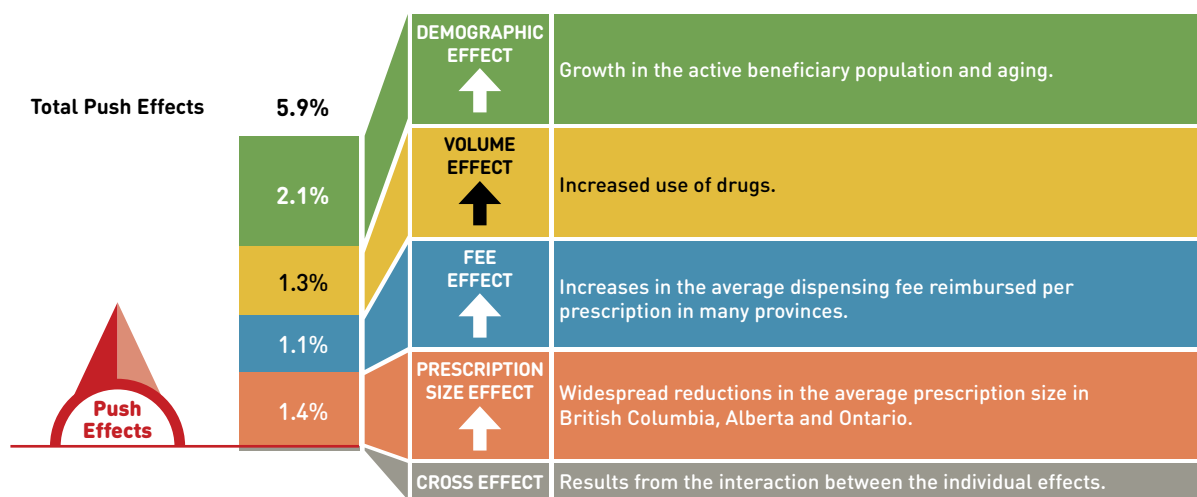 Total Push Effects
5.9%
2.1%
1.3%
1.1%
1.4%
Push
Effects
DEMOGRAPHIC
EFFECT
Growth in the active beneficiary population and aging.
VOLUME
EFFECT
Increased use of drugs.
FEE
EFFECT
Increases in the average dispensing fee reimbursed per
prescription in many provinces.
PRESCRIPTION
SIZE EFFECT
Widespread reductions in the average prescription size in
British Columbia, Alberta and Ontario.
CROSS EFFECT
Results from the interaction between the individual effects.